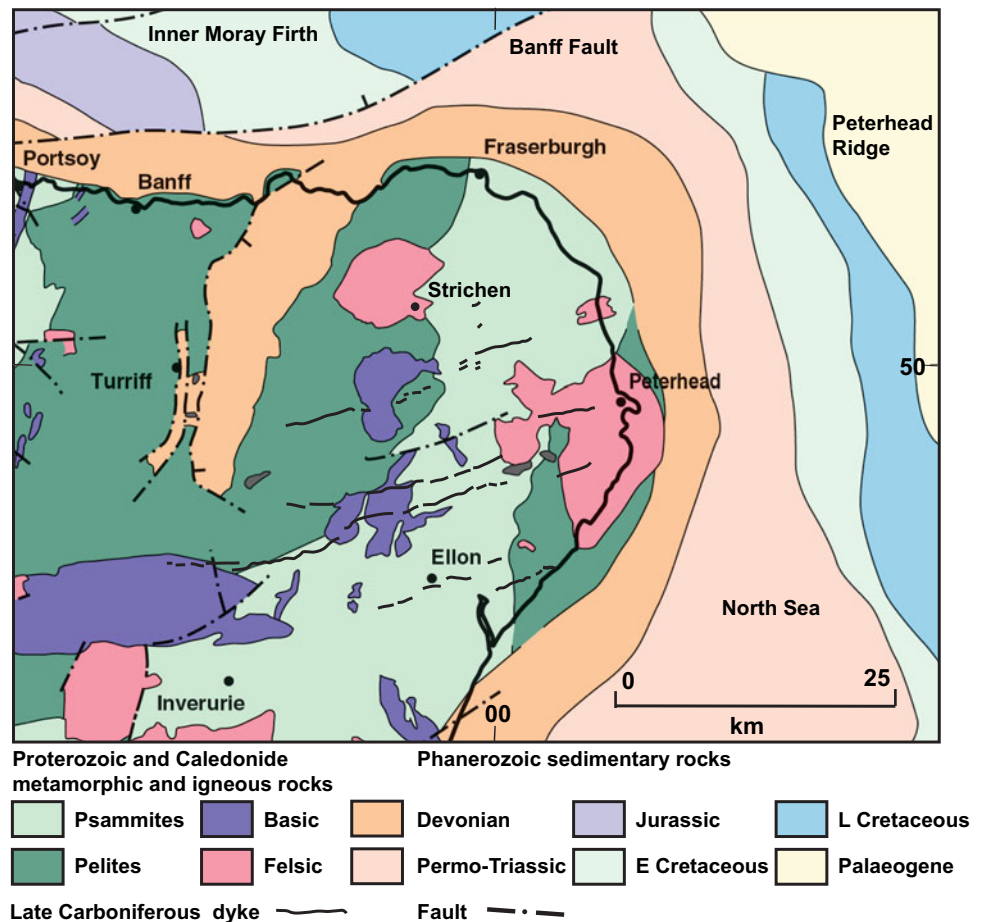 Inner Moray Firth
Banff Fault
Peterhead
Ridge
Portsoy
Banff
Fraserburgh
Strichen
50
Turriff
Peterhead
Ellon
North Sea
Inverurie
00
0
25
km
Proterozoic and Caledonide
metamorphic and igneous rocks
Phanerozoic sedimentary rocks
Psammites
Basic
Devonian
Jurassic
L Cretaceous
Pelites
Felsic
Permo-Triassic
E Cretaceous
Palaeogene
Late Carboniferous dyke
Fault